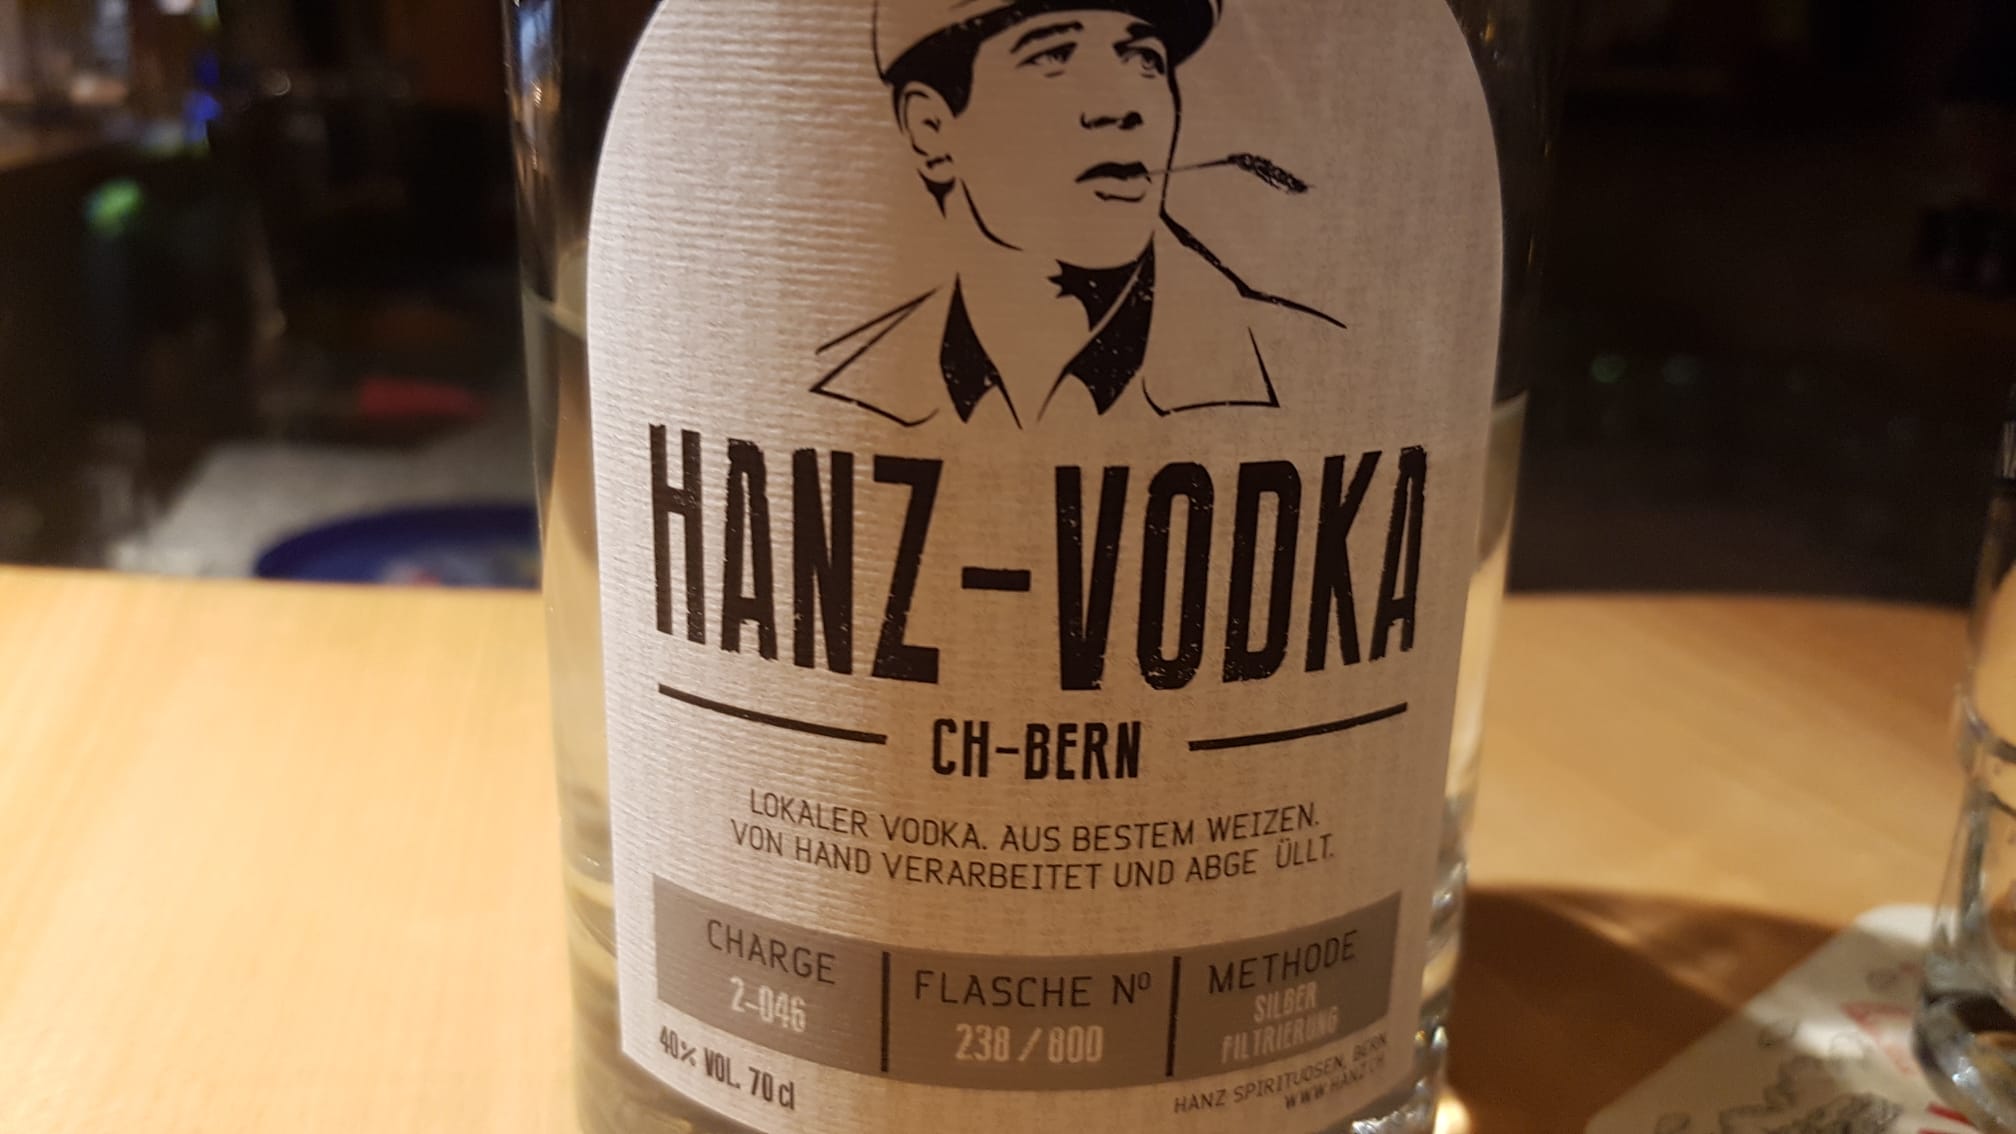 HANZ-VODKA
CH-BERN
LOKALER VODKA. AUS BESTEM WEIZEN.
VON HAND VERARBEITET UND ABGE ÜLLT.
CHARGE
2-046
FLASCHE Nº
238/800
METHODE
SILBER
FILTRIERUNG
40% VOL. 70 cl
HANZ SPIRITUOSEN, BERN
WWW.HANZ.CH